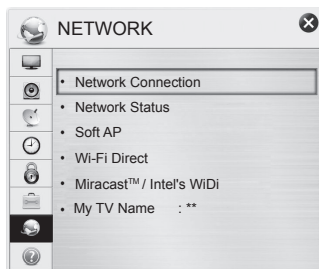 NETWORK
• Network Connection
• Network Status
• Soft AP
• Wi-Fi Direct
• Miracast™ / Intel's WiDi
• My TV Name : **